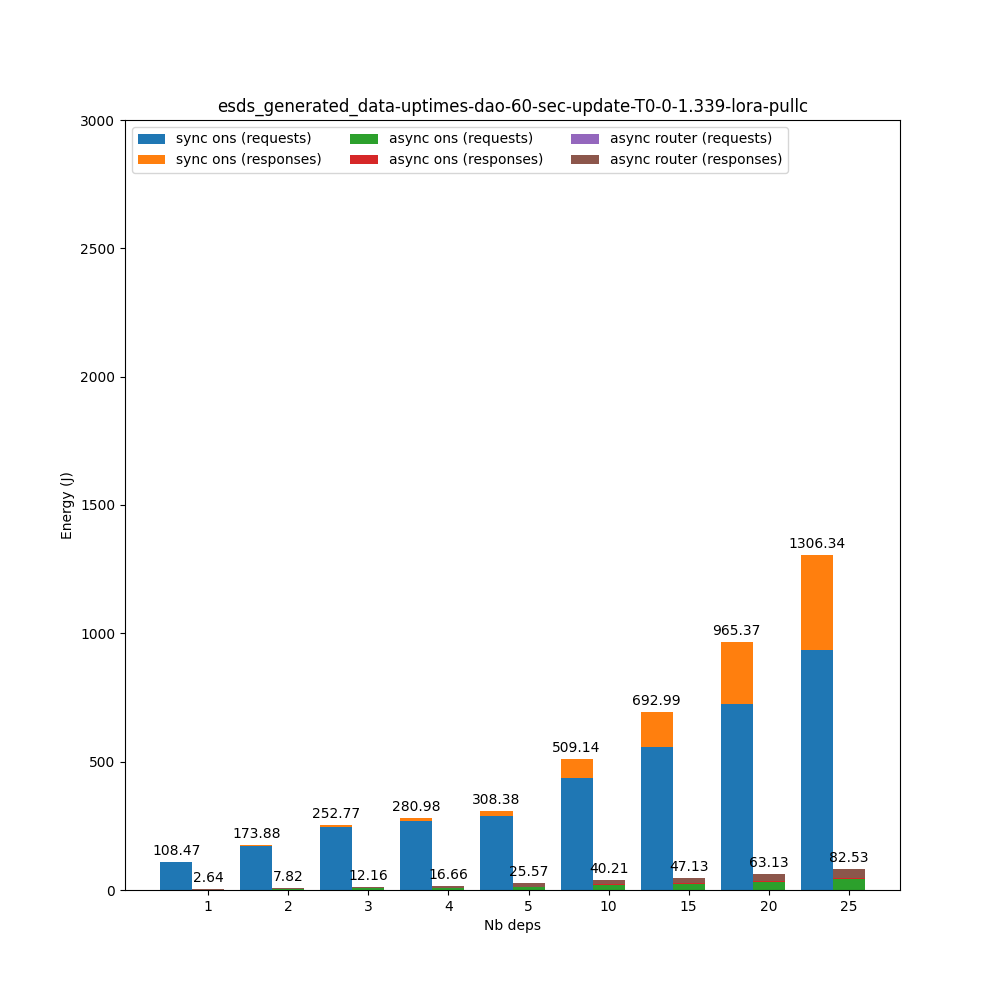 esds_generated_data-uptimes-dao-60-sec-update-T0-0-1.339-lora-pullc
sync ons (requests)
sync ons (responses)
async ons (requests)
async ons (responses)
async router (requests)
async router (responses)
Energy (J)
3000
2500
2000
1500
1000
500
0
108.47
2.64
173.88
7.82
252.77
12.16
280.98
16.66
308.38
25.57
509.14
40.21
692.99
47.13
965.37
63.13
1306.34
82.53
1 2 3 4 5 10 15 20 25
Nb deps